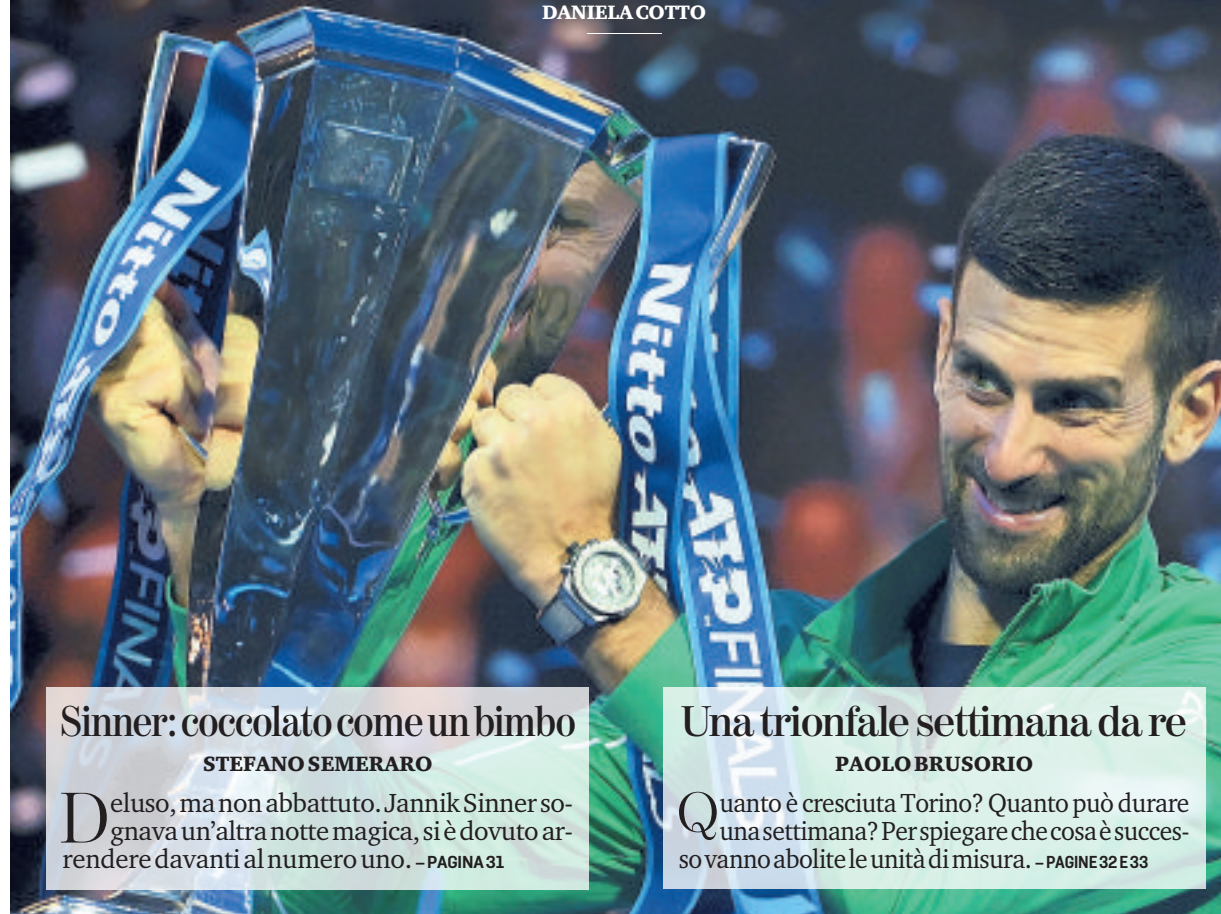 DANIELA COTTO
Nitto
Nitto AT
ATP FINALS
FINALS
Sinner: coccolato come un bimbo
STEFANO SEMERARO
Deluso, ma non abbattuto. Jannik Sinner so-
gnava un'altra notte magica, si è dovuto ar-
rendere davanti al numero uno. – PAGINA 31
Una trionfale settimana da re
PAOLO BRUSORIO
Quanto è cresciuta Torino? Quanto può durare
una settimana? Per spiegare che cosa è succes-
so vanno abolite le unità di misura. – PAGINE 32 E 33